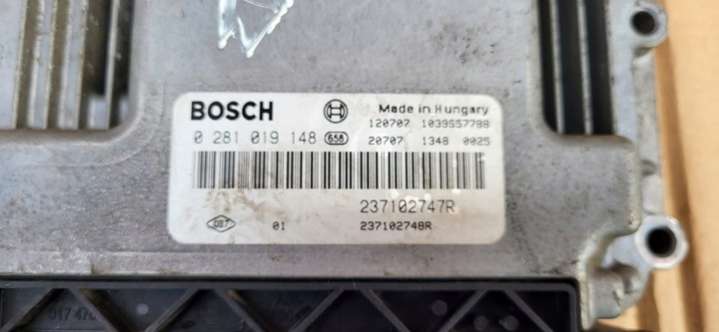 BOSCH
Made in Hungary
120707 1039S57788
0 281 019 148 658 20707 1348 0025
237102747R
01 237102748R